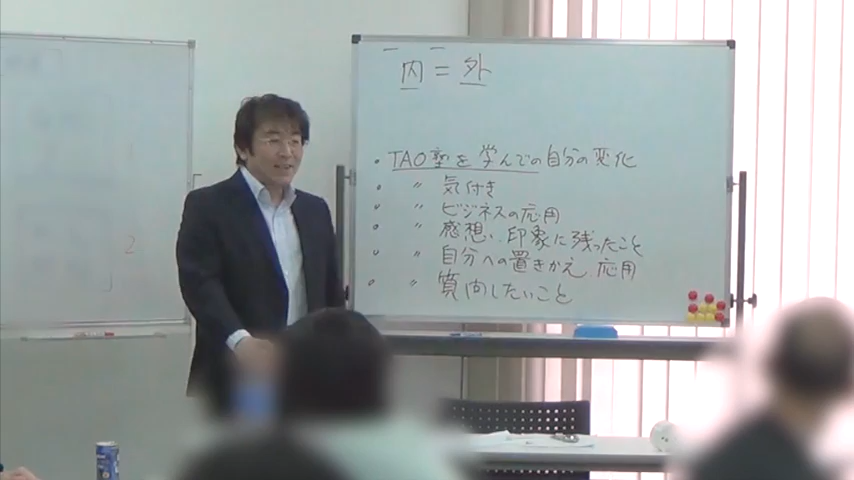 内 = 外
・TAO塾を学んでの自分の変化
・ 〃 気付き
・ 〃 ビジネスの応用
・ 〃 感想、印象に残ったこと
・ 〃 自分への置きかえ、応用
・ 〃 質問したいこと
2